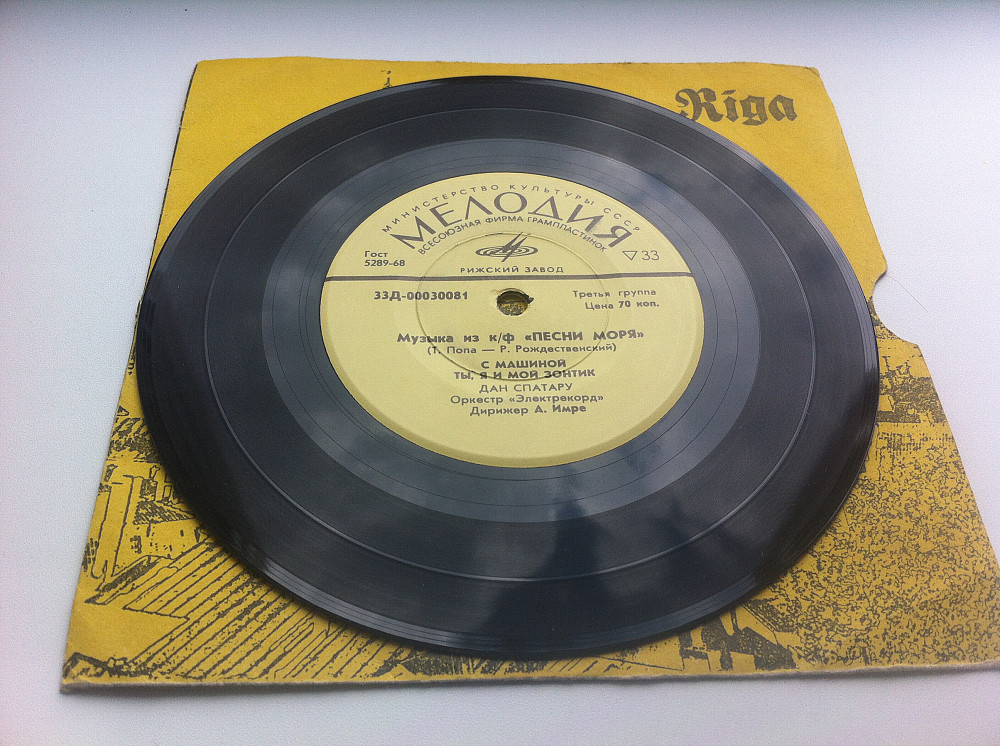 Riga
МИНИСТЕРСТВО КУЛЬТУРЫ СССР
МЕЛОДИЯ
ВСЕСОЮЗНАЯ ФИРМА ГРАМПЛАСТИНОК
Гост
5289-68
▽33
РИЖСКИЙ ЗАВОД
33Д-00030081
Третья группа
Цена 70 коп.
Музыка из к/ф «ПЕСНИ МОРЯ»
(Т. Попа — Р. Рождественский)
С МАШИНОЙ
ТЫ, Я И МОЙ ЗОНТИК
ДАН СПАТАРУ
Оркестр «Электрекорд»
Дирижер А. Имре